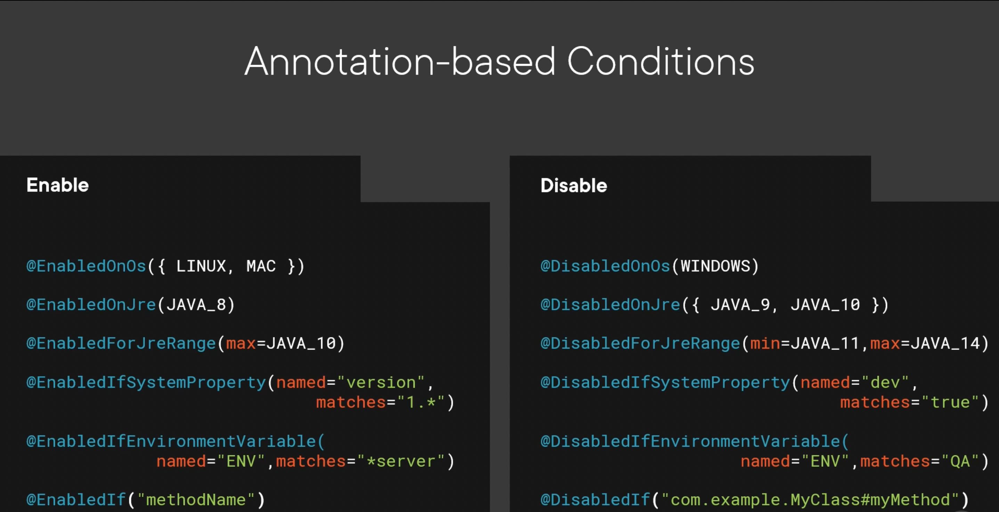 Annotation-based Conditions
Enable
@EnabledOnOs({ LINUX, MAC })
@EnabledOnJre(JAVA_8)
@EnabledForJreRange(max=JAVA_10)
@EnabledIfSystemProperty(named="version",
matches="1.*")
@EnabledIfEnvironmentVariable(
named="ENV",matches="*server")
@EnabledIf("methodName")
Disable
@DisabledOnOs(WINDOWS)
@DisabledOnJre({ JAVA_9, JAVA_10 })
@DisabledForJreRange(min=JAVA_11,max=JAVA_14)
@DisabledIfSystemProperty(named="dev",
matches="true")
@DisabledIfEnvironmentVariable(
named="ENV",matches="QA")
@DisabledIf("com.example.MyClass#myMethod")